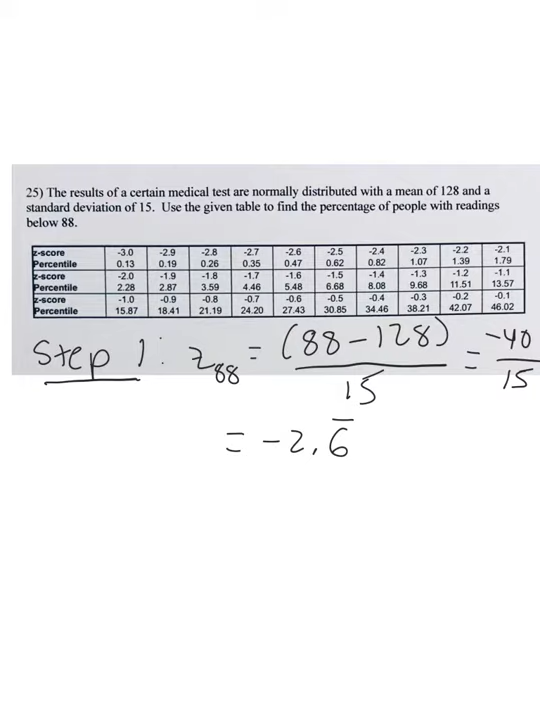 25) The results of a certain medical test are normally distributed with a mean of 128 and a
standard deviation of 15. Use the given table to find the percentage of people with readings
below 88.
z-score -3.0 -2.9 -2.8 -2.7 -2.6 -2.5 -2.4 -2.3 -2.2 -2.1
Percentile 0.13 0.19 0.26 0.35 0.47 0.62 0.82 1.07 1.39 1.79
z-score -2.0 -1.9 -1.8 -1.7 -1.6 -1.5 -1.4 -1.3 -1.2 -1.1
Percentile 2.28 2.87 3.59 4.46 5.48 6.68 8.08 9.68 11.51 13.57
z-score -1.0 -0.9 -0.8 -0.7 -0.6 -0.5 -0.4 -0.3 -0.2 -0.1
Percentile 15.87 18.41 21.19 24.20 27.43 30.85 34.46 38.21 42.07 46.02
Step 1: z₈₈ = (88-128)/15 = -40/15
= -2.6̅